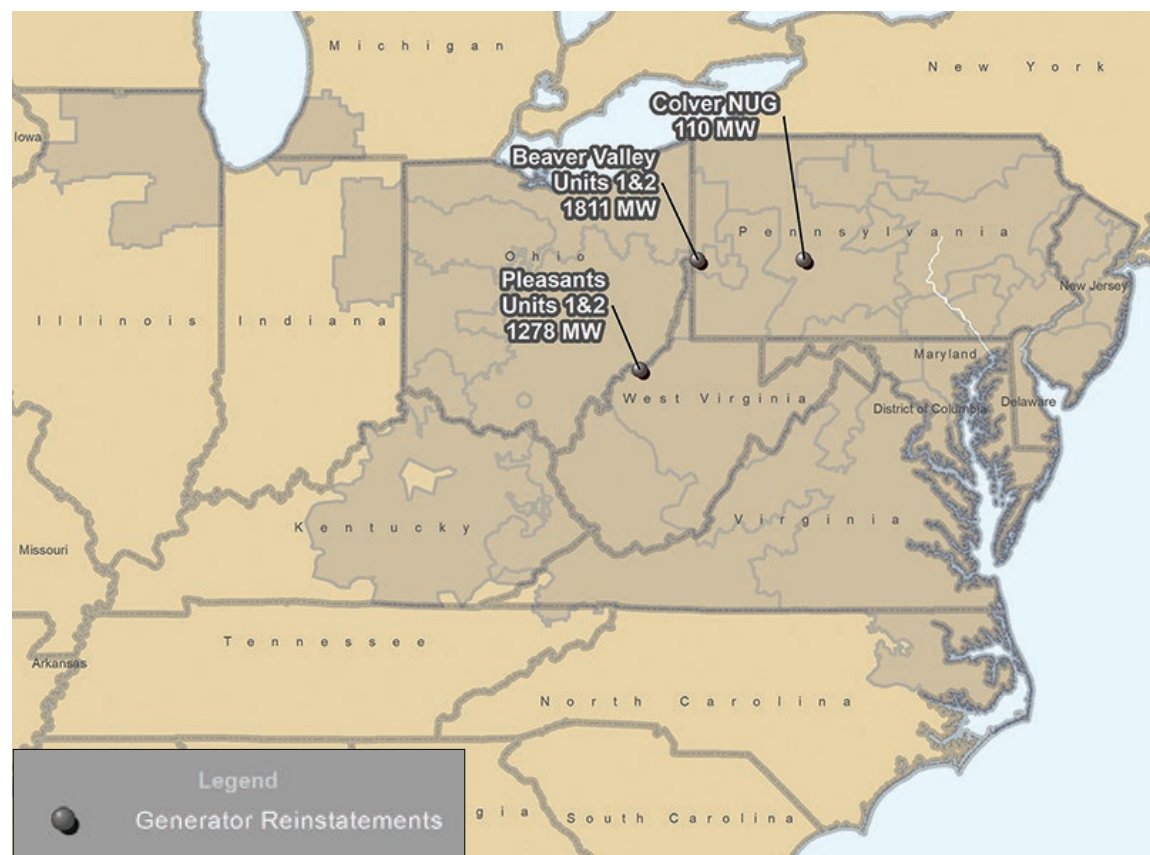 Michigan
New York
Iowa
Colver NUG
110 MW
Beaver Valley
Units 1&2
1811 MW
Pennsylvania
Ohio
Pleasants
Units 1&2
1278 MW
New Jersey
Illinois
Indiana
Maryland
West Virginia
District of Columbia
Delaware
Kentucky
Virginia
Missouri
Tennessee
Arkansas
North Carolina
Legend
Generator Reinstatements
gia
South Carolina